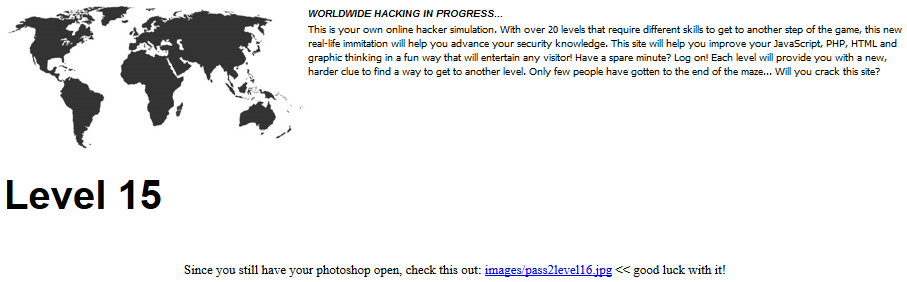 WORLDWIDE HACKING IN PROGRESS...
This is your own online hacker simulation. With over 20 levels that require different skills to get to another step of the game, this new
real-life immitation will help you advance your security knowledge. This site will help you improve your JavaScript, PHP, HTML and
graphic thinking in a fun way that will entertain any visitor! Have a spare minute? Log on! Each level will provide you with a new,
harder clue to find a way to get to another level. Only few people have gotten to the end of the maze... Will you crack this site?
Level 15
Since you still have your photoshop open, check this out: images/pass2level16.jpg << good luck with it!